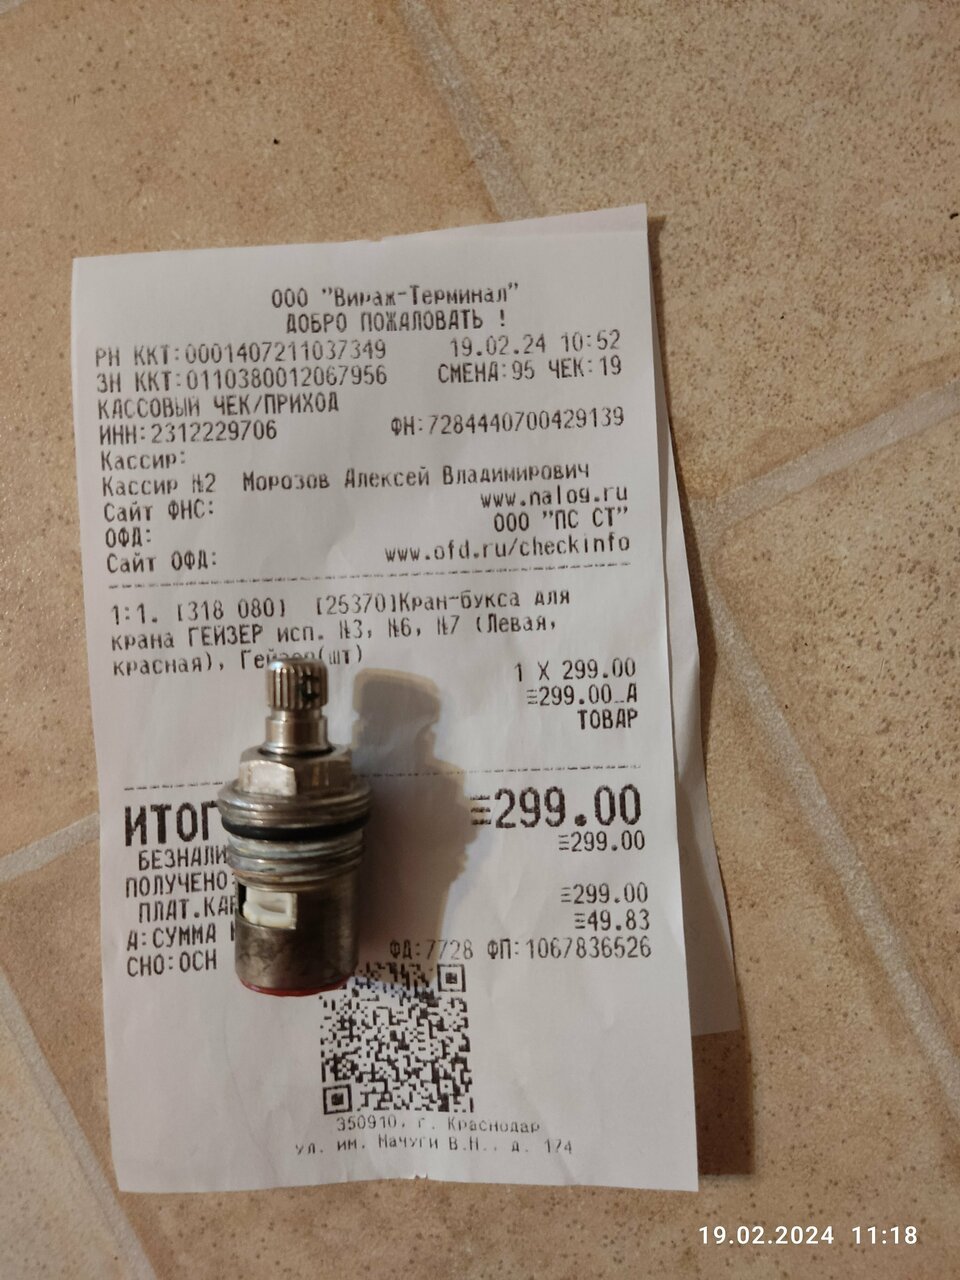 ООО "Вираж-Терминал"
ДОБРО ПОЖАЛОВАТЬ !
РН ККТ:0001407211037349 19.02.24 10:52
ЗН ККТ:0110380012067956 СМЕНА:95 ЧЕК:19
КАССОВЫЙ ЧЕК/ПРИХОД
ИНН:2312229706 ФН:7284440700429139
Кассир:
Кассир №2 Морозов Алексей Владимирович
Сайт ФНС: www.nalog.ru
ОФД: ООО "ПС СТ"
Сайт ОФД: www.ofd.ru/checkinfo
1:1. [318 080] [25370]Кран-букса для
крана ГЕЙЗЕР исп. №3, №6, №7 (Левая,
красная), Гейзер(шт)
1 X 299.00
≡299.00_А
ТОВАР
ИТОГ ≡299.00
БЕЗНАЛИ ≡299.00
ПОЛУЧЕНО:
ПЛАТ.КАР ≡299.00
А:СУММА ≡49.83
СНО:ОСН ФД:7728 ФП:1067836526
350910, г. Краснодар
ул. им. Мачуги В.Н., д. 174
19.02.2024 11:18